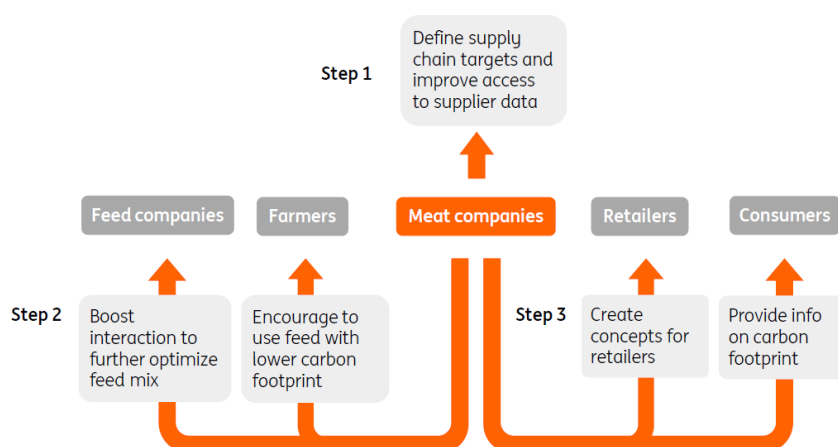 Step 1
Define supply
chain targets and
improve access
to supplier data
Feed companies
Farmers
Meat companies
Retailers
Consumers
Step 2
Boost
interaction to
further optimize
feed mix
Encourage to
use feed with
lower carbon
footprint
Step 3
Create
concepts for
retailers
Provide info
on carbon
footprint